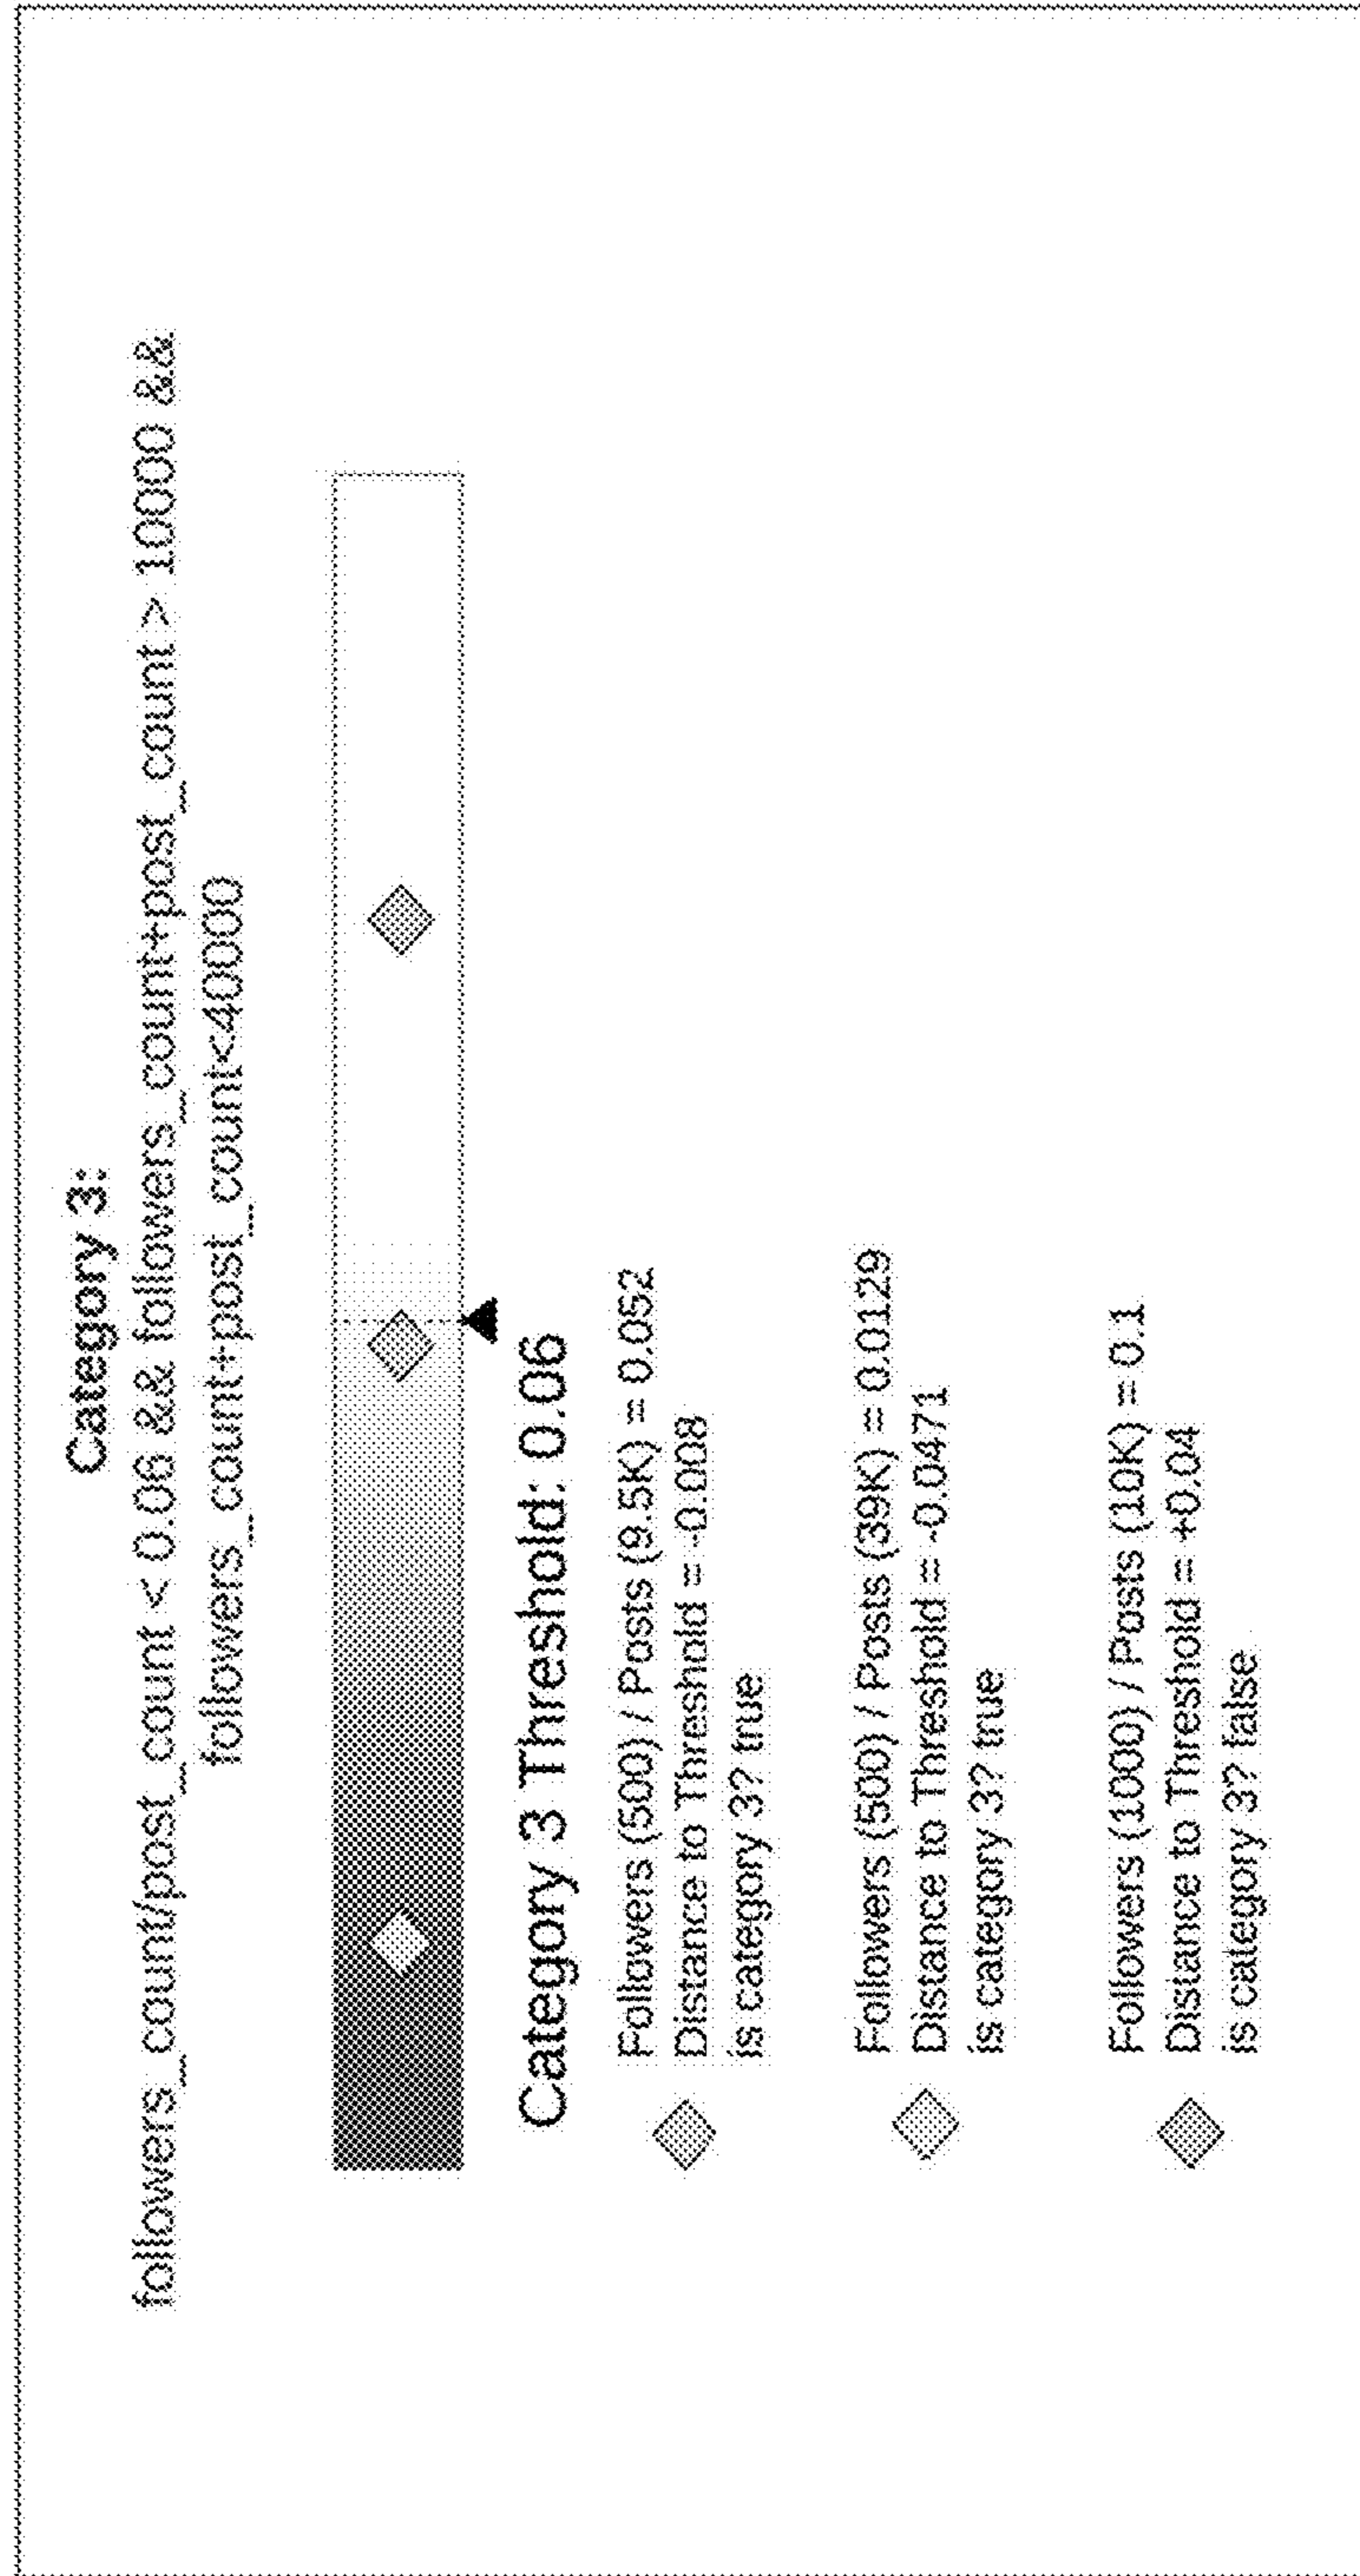 Category 3:
followers_count/post_count < 0.06 && followers_count+post_count > 1000 &&
followers_count+post_count<40000
Category 3 Threshold: 0.06
Followers (500) / Posts (9.5K) = 0.052
Distance to Threshold = -0.008
is category 3? true
Followers (500) / Posts (39K) = 0.0129
Distance to Threshold = -0.0471
is category 3? true
Followers (1000) / Posts (10K) = 0.1
Distance to Threshold = +0.04
is category 3? false